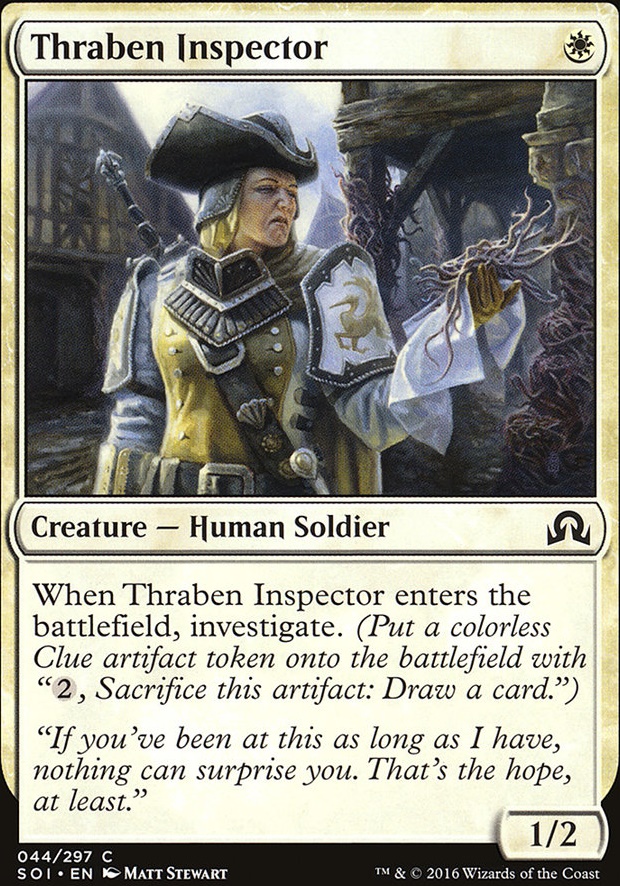 Thraben Inspector
Creature — Human Soldier
When Thraben Inspector enters the
battlefield, investigate. (Put a colorless
Clue artifact token onto the battlefield with
“2, Sacrifice this artifact: Draw a card.”)
“If you’ve been at this as long as I have,
nothing can surprise you. That’s the hope,
at least.”
1/2
044/297 C
SOI • EN Matt Stewart
™ & © 2016 Wizards of the Coast